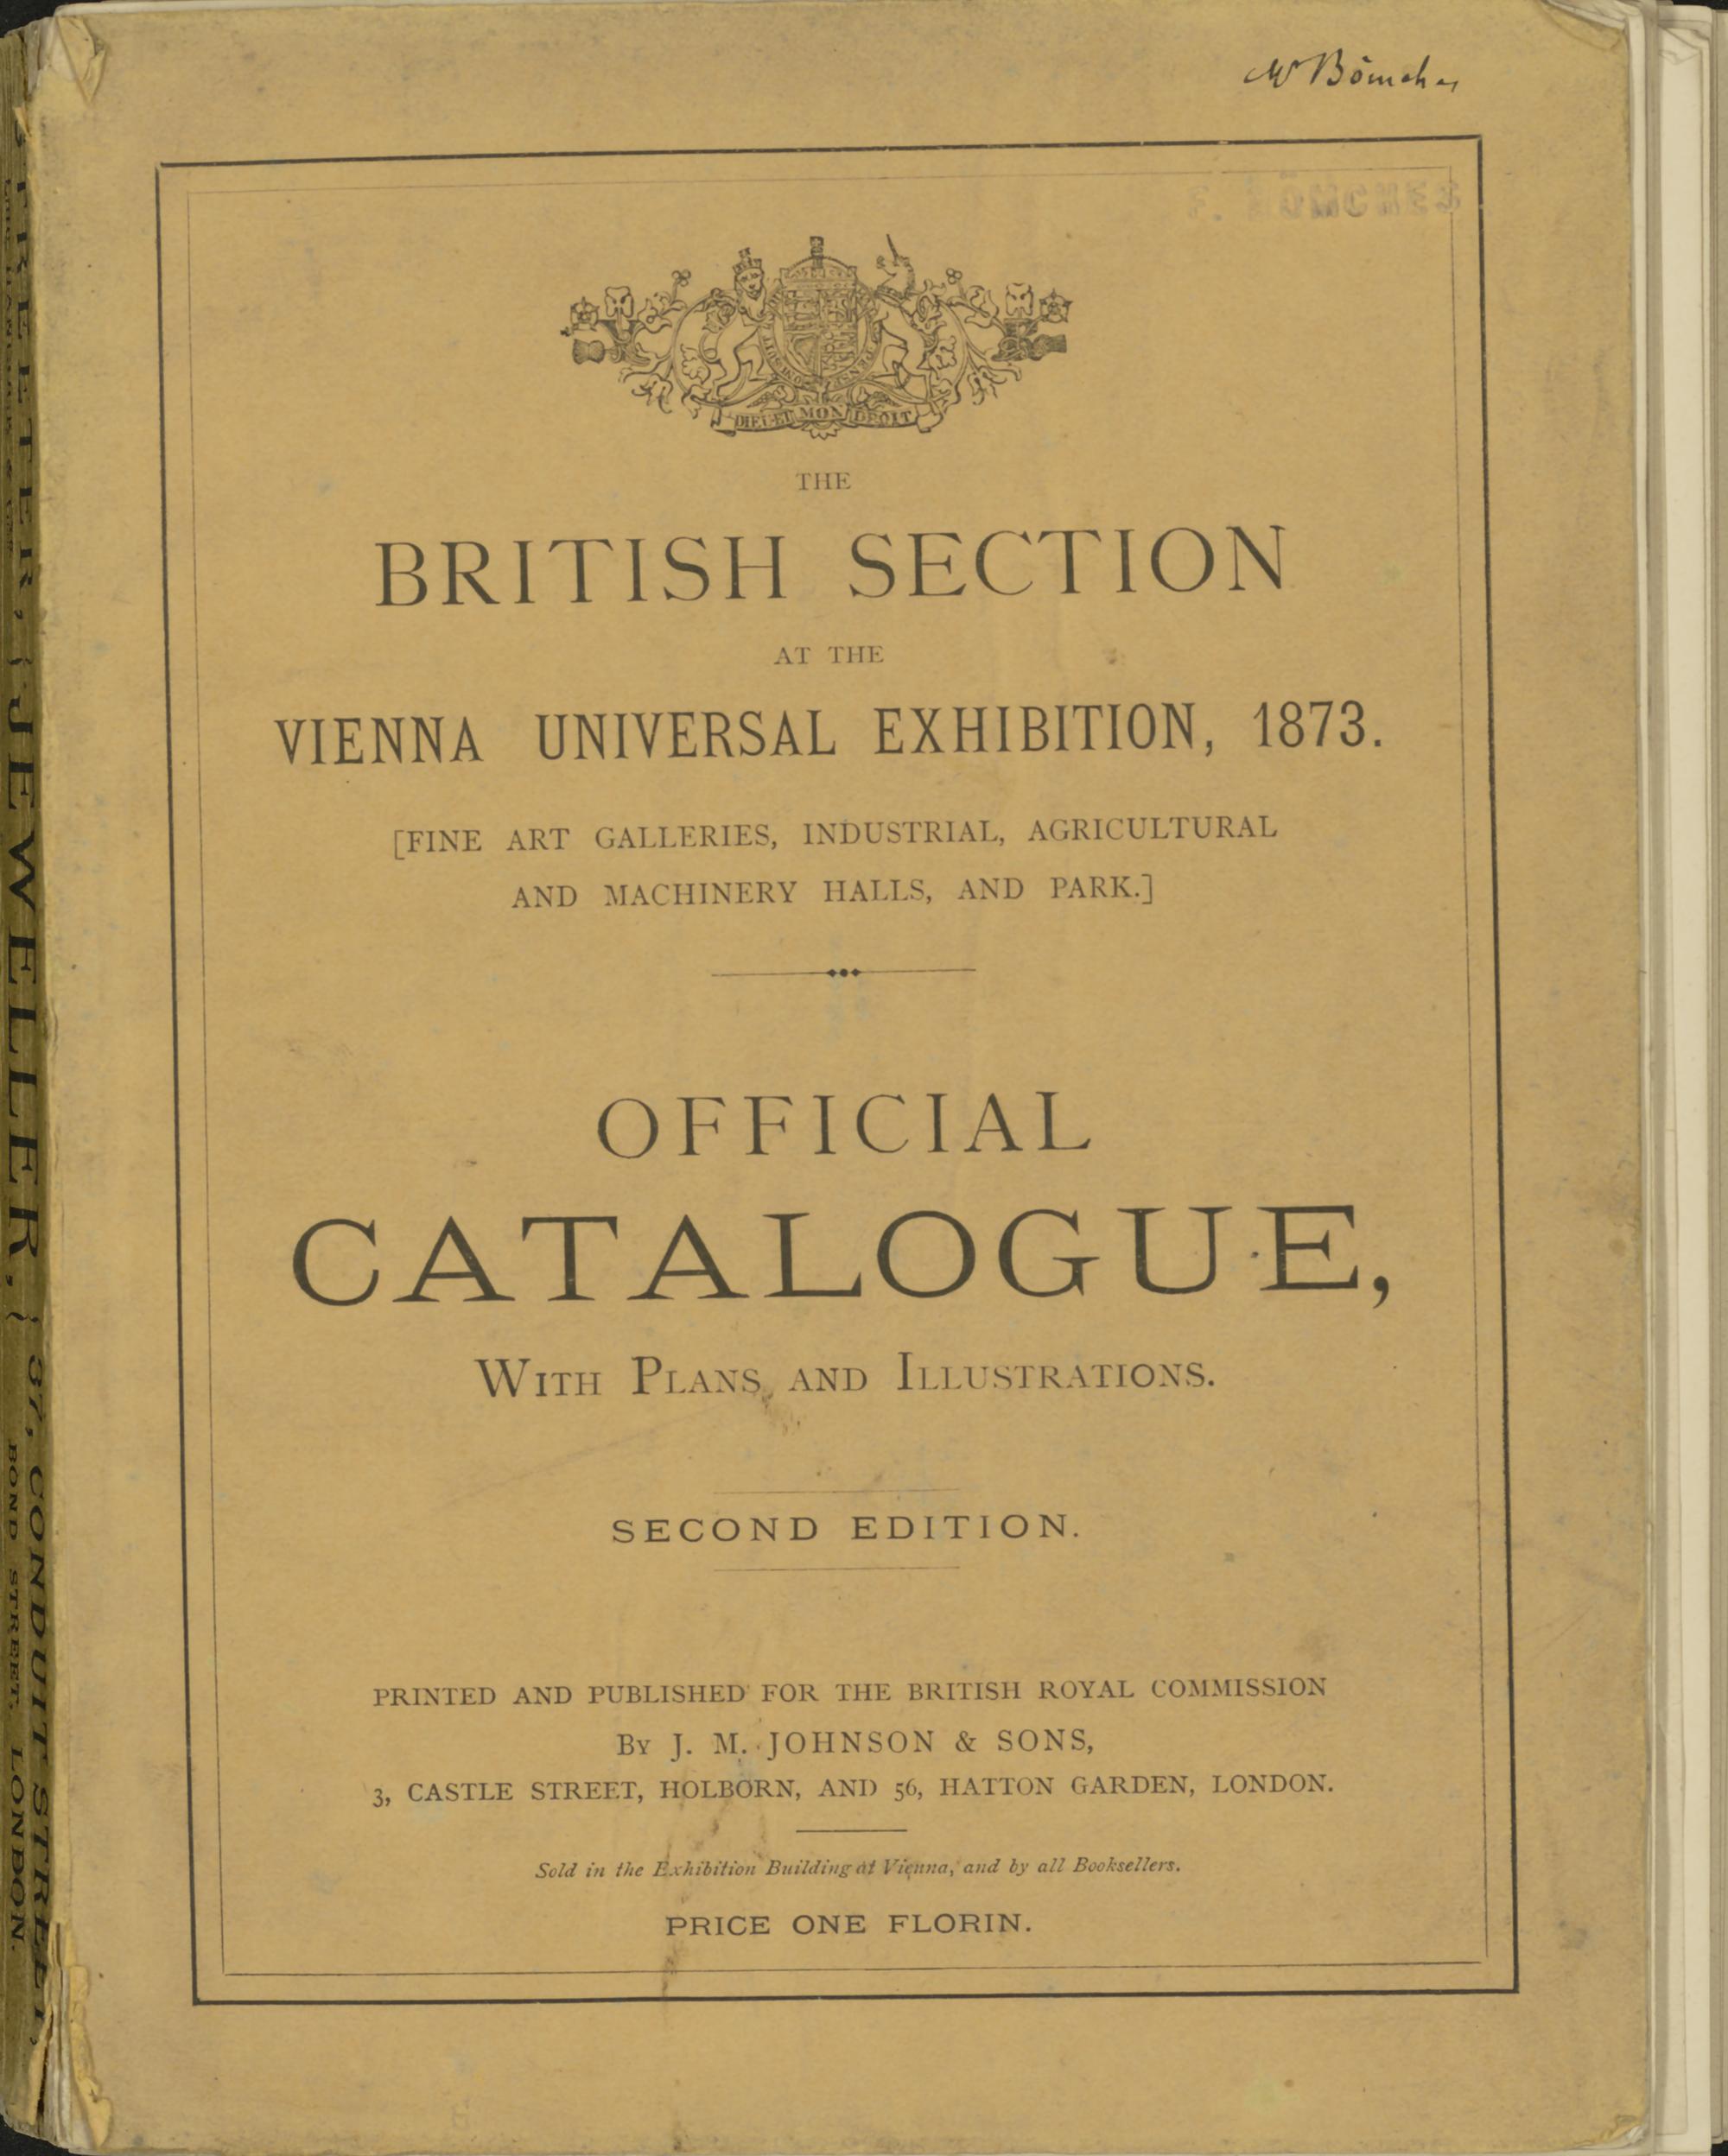 Bömches
F. BÖMCHES
DIEU ET MON DROIT
THE
BRITISH SECTION
AT THE
VIENNA UNIVERSAL EXHIBITION, 1873.
[FINE ART GALLERIES, INDUSTRIAL, AGRICULTURAL
AND MACHINERY HALLS, AND PARK.]
OFFICIAL
CATALOGUE,
WITH PLANS AND ILLUSTRATIONS.
SECOND EDITION.
PRINTED AND PUBLISHED FOR THE BRITISH ROYAL COMMISSION
By J. M. JOHNSON & SONS,
3, CASTLE STREET, HOLBORN, AND 56, HATTON GARDEN, LONDON.
Sold in the Exhibition Building at Vienna, and by all Booksellers.
PRICE ONE FLORIN.
STREETER, { JEWELLER, } 37, CONDUIT STREET,
BOND STREET, LONDON.